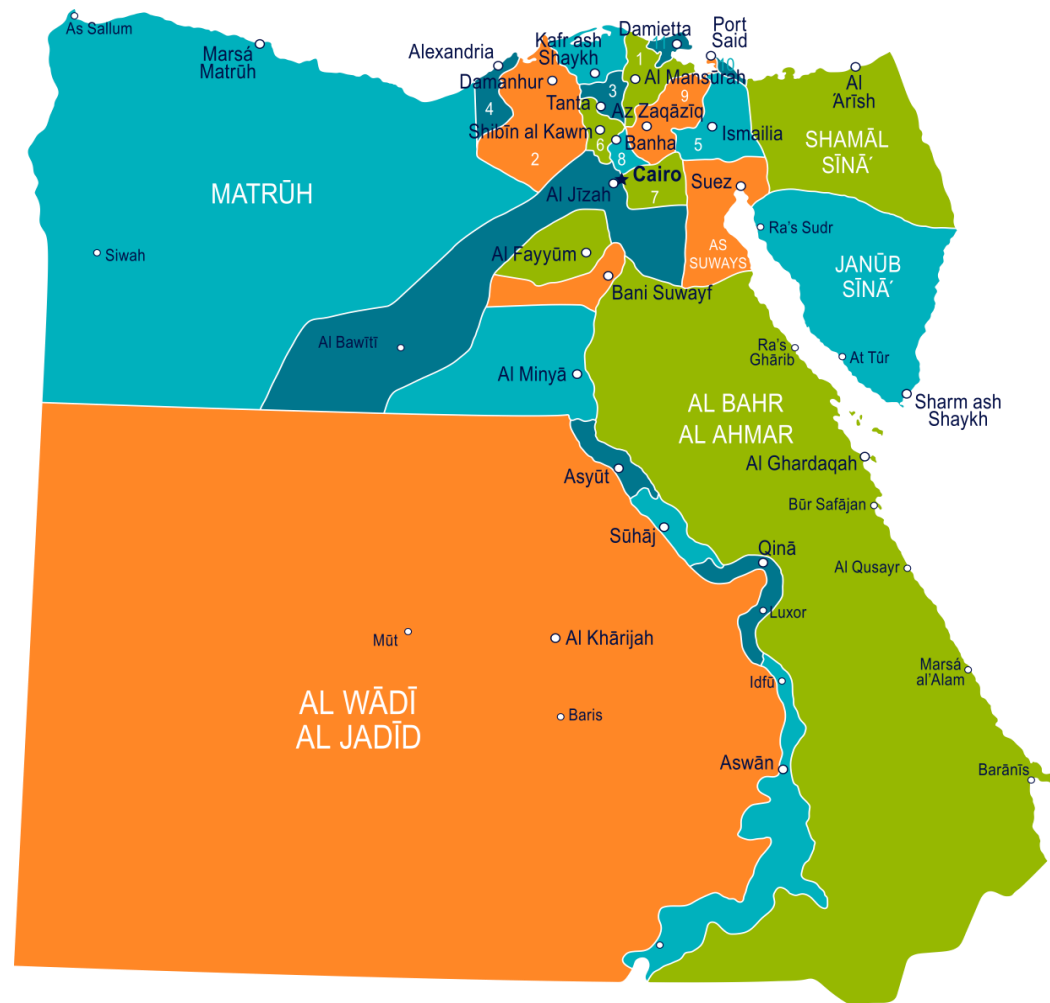 As Sallum
Marsá
Matrūh
Alexandria
Kafr ash
Shaykh
Damietta
11
Port
Said
10
Damanhur
1
Al Mansūrah
Al
´Arīsh
4
3
9
Tanta
Az Zaqāzīq
Shibīn al Kawm
6
Banha
5
Ismailia
SHAMĀL
SĪNĀ´
2
8
Cairo
MATRŪH
Al Jīzah
7
Suez
Ra's Sudr
Siwah
Al Fayyūm
AS
SUWAYS
JANŪB
SĪNĀ´
Bani Suwayf
Al Bawītī
Ra's
Ghārib
At Tûr
Al Minyā
Sharm ash
Shaykh
AL BAHR
AL AHMAR
Asyūt
Al Ghardaqah
Būr Safājan
Sūhāj
Qinā
Al Qusayr
Luxor
Mūt
Al Khārijah
Marsá
al'Alam
Idfū
AL WĀDĪ
AL JADĪD
Baris
Aswān
Barānīs